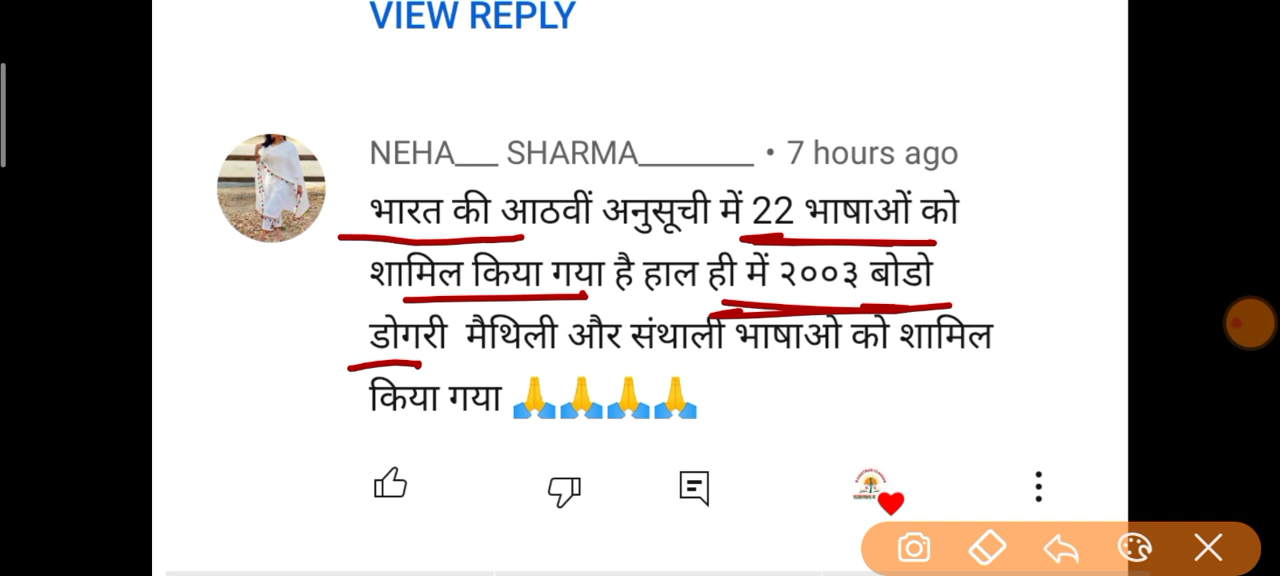 VIEW REPLY
NEHA___ SHARMA________ • 7 hours ago
भारत की आठवीं अनुसूची में 22 भाषाओं को
शामिल किया गया है हाल ही में २००३ बोडो
डोगरी मैथिली और संथाली भाषाओ को शामिल
किया गया 🙏🙏🙏🙏